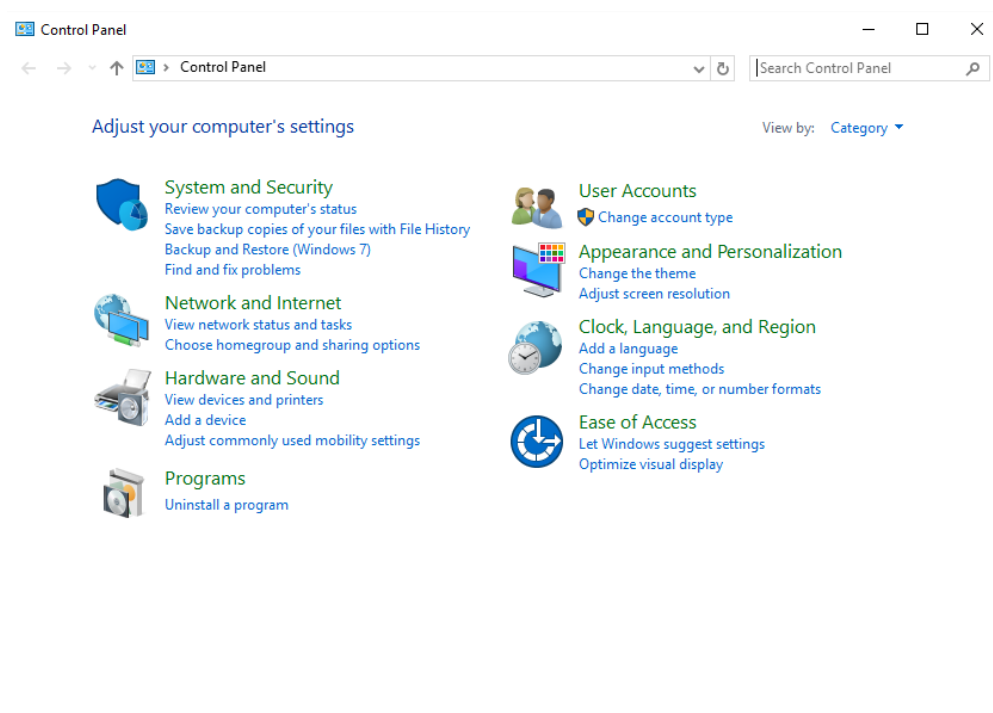 Control Panel
Control Panel
Search Control Panel
Adjust your computer's settings
View by: Category
System and Security
Review your computer's status
Save backup copies of your files with File History
Backup and Restore (Windows 7)
Find and fix problems
Network and Internet
View network status and tasks
Choose homegroup and sharing options
Hardware and Sound
View devices and printers
Add a device
Adjust commonly used mobility settings
Programs
Uninstall a program
User Accounts
Change account type
Appearance and Personalization
Change the theme
Adjust screen resolution
Clock, Language, and Region
Add a language
Change input methods
Change date, time, or number formats
Ease of Access
Let Windows suggest settings
Optimize visual display